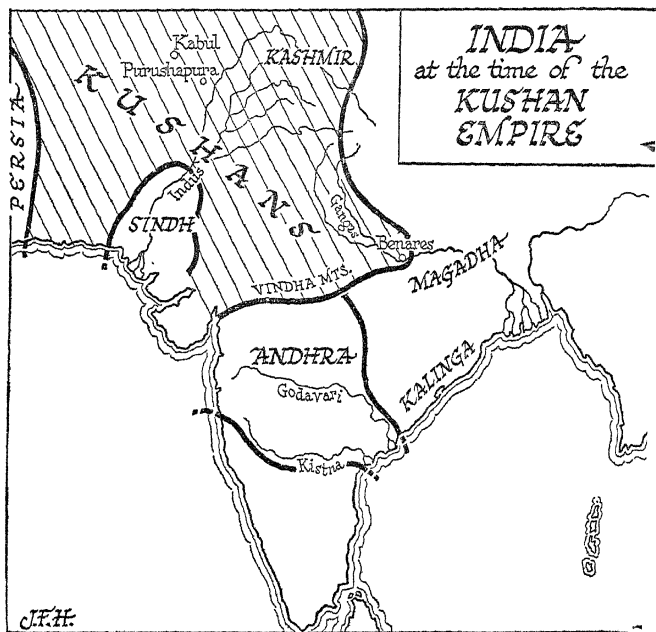 INDIA
at the time of the
KUSHAN
EMPIRE
Kabul
Purushapura
KASHMIR
KUSHANS
PERSIA
Indus
SINDH
Ganges
Benares
MAGADHA
VINDHA MTS.
ANDHRA
Godavari
KALINGA
Kistna
J.F.H.